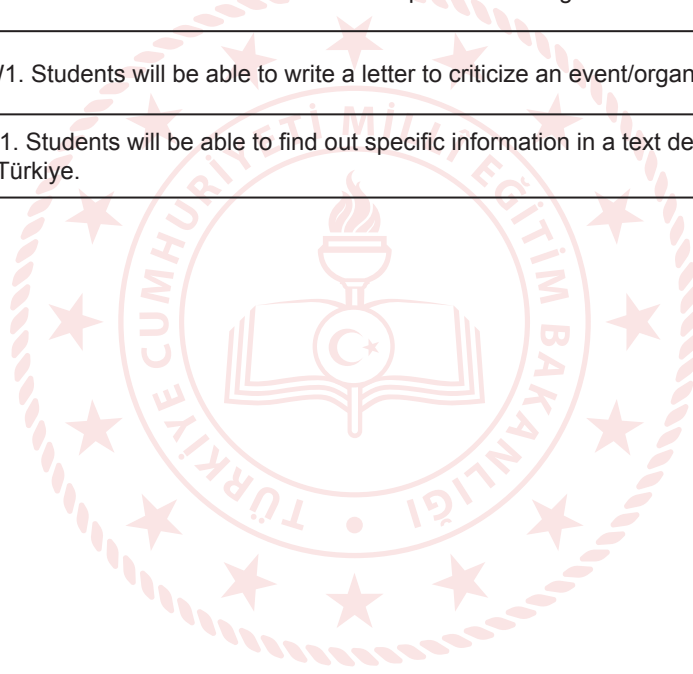 1. Students will be able to write a letter to criticize an event/organ
1. Students will be able to find out specific information in a text de
Türkiye.
TÜRKİYE CUMHURİYETİ MİLLÎ EĞİTİM BAKANLIĞI